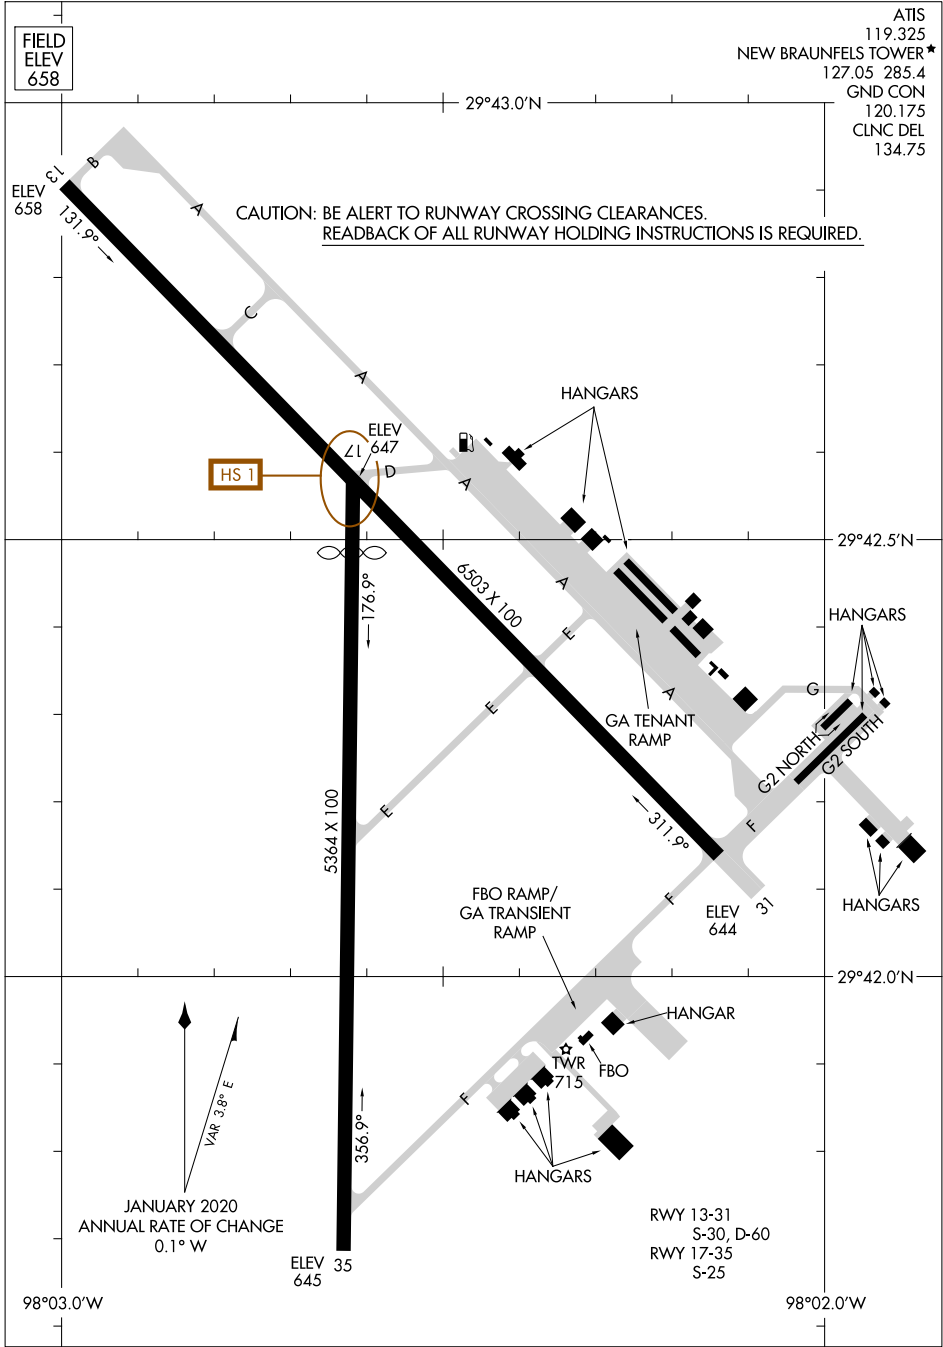 FIELD
ELEV
658
ATIS
119.325
NEW BRAUNFELS TOWER★
127.05 285.4
GND CON
120.175
CLNC DEL
134.75
29°43.0'N
13
B
ELEV
658
131.9°
A
CAUTION: BE ALERT TO RUNWAY CROSSING CLEARANCES.
READBACK OF ALL RUNWAY HOLDING INSTRUCTIONS IS REQUIRED.
C
A
HANGARS
ELEV
647
17
HS 1
D
A
29°42.5'N
176.9°
6503 X 100
A
E
HANGARS
G
A
E
GA TENANT
RAMP
G2 NORTH
G2 SOUTH
E
5364 X 100
311.9°
F
FBO RAMP/
GA TRANSIENT
RAMP
F
31
ELEV
644
HANGARS
29°42.0'N
HANGAR
TWR
715
FBO
F
VAR 3.8° E
356.9°
HANGARS
JANUARY 2020
ANNUAL RATE OF CHANGE
0.1° W
RWY 13-31
S-30, D-60
RWY 17-35
S-25
ELEV
645
35
98°03.0'W
98°02.0'W